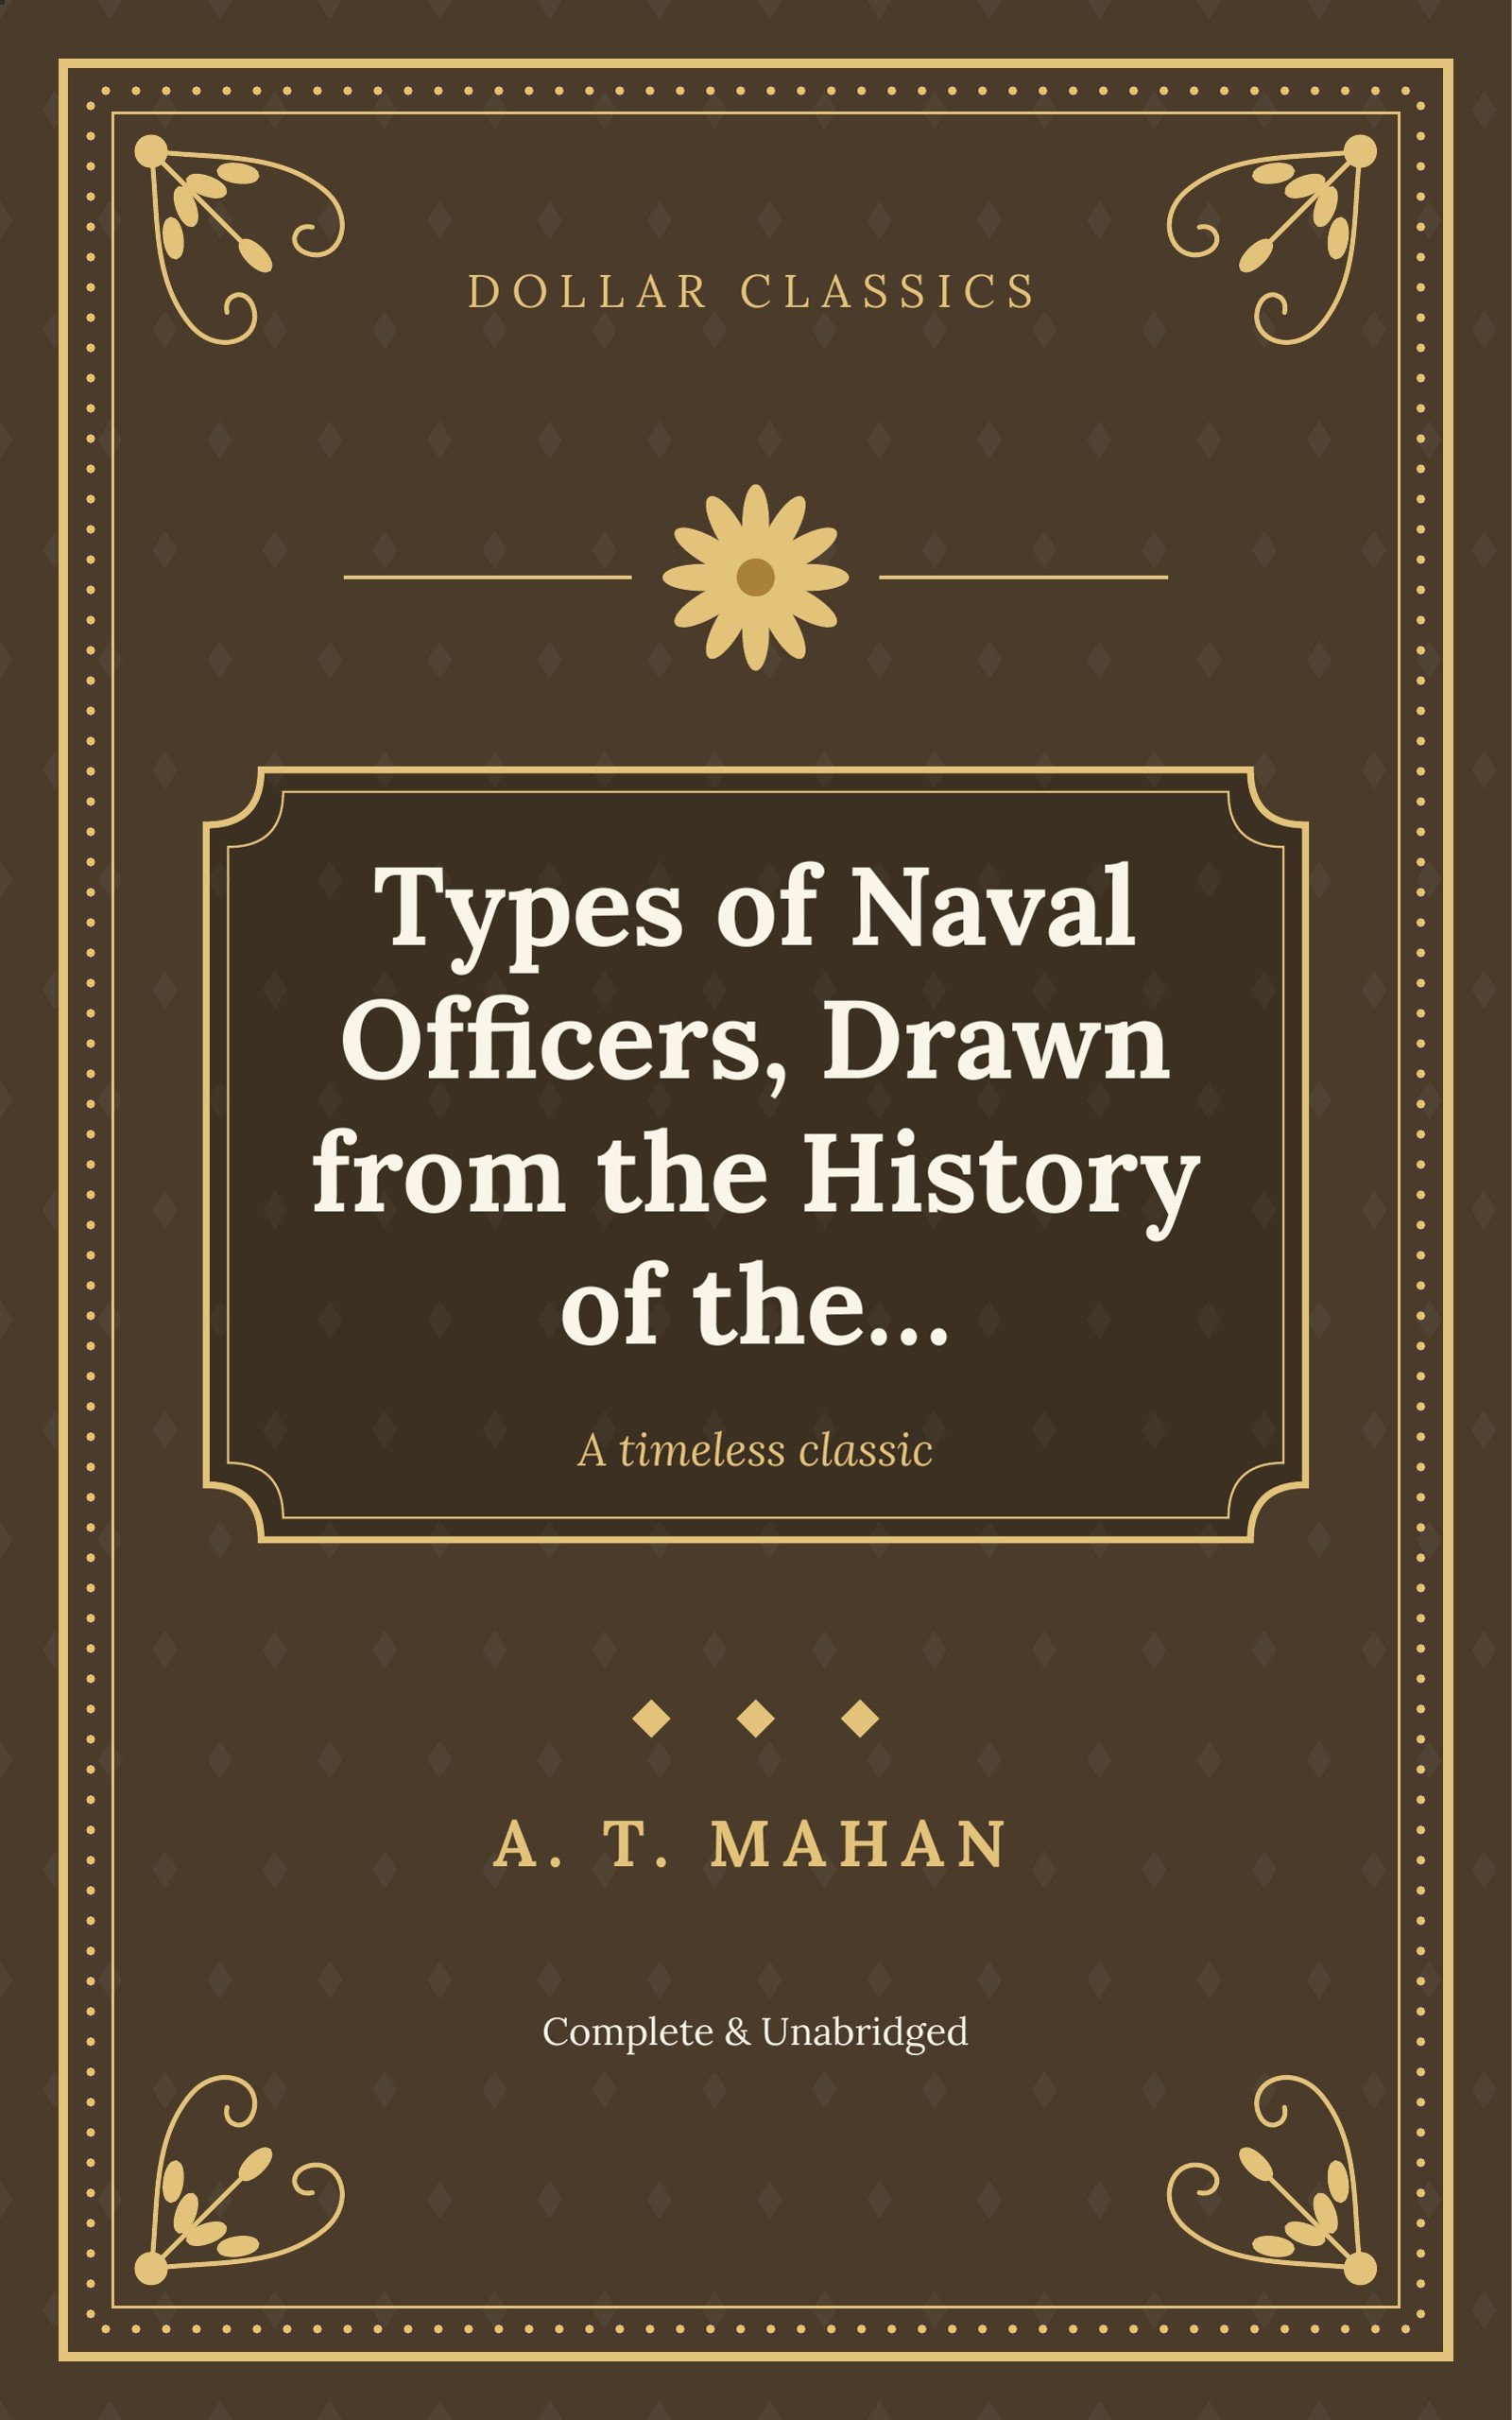 DOLLAR CLASSICS
Types of Naval
Officers, Drawn
from the History
of the...
A timeless classic
A. T. MAHAN
Complete & Unabridged